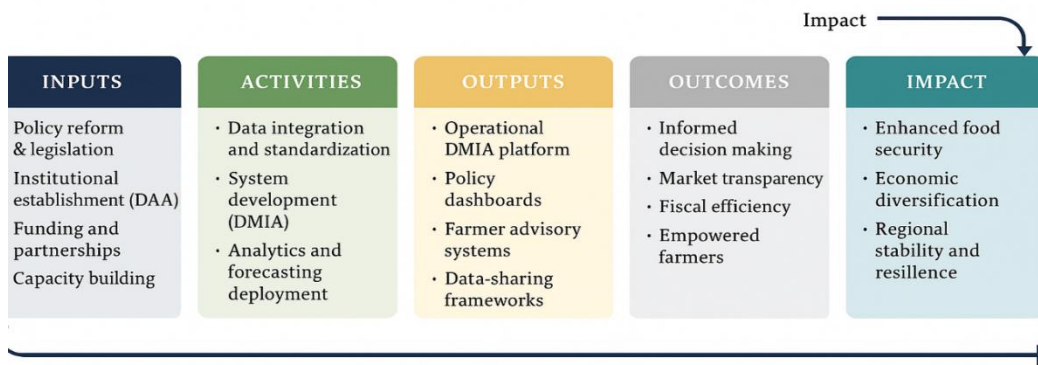 Impact
INPUTS
Policy reform
& legislation
Institutional
establishment (DAA)
Funding and
partnerships
Capacity building
ACTIVITIES
· Data integration
and standardization
· System
development
(DMIA)
· Analytics and
forecasting
deployment
OUTPUTS
· Operational
DMIA platform
· Policy
dashboards
· Farmer advisory
systems
· Data-sharing
frameworks
OUTCOMES
· Informed
decision making
· Market transparency
· Fiscal efficiency
· Empowered
farmers
IMPACT
· Enhanced food
security
· Economic
diversification
· Regional
stability and
resillence